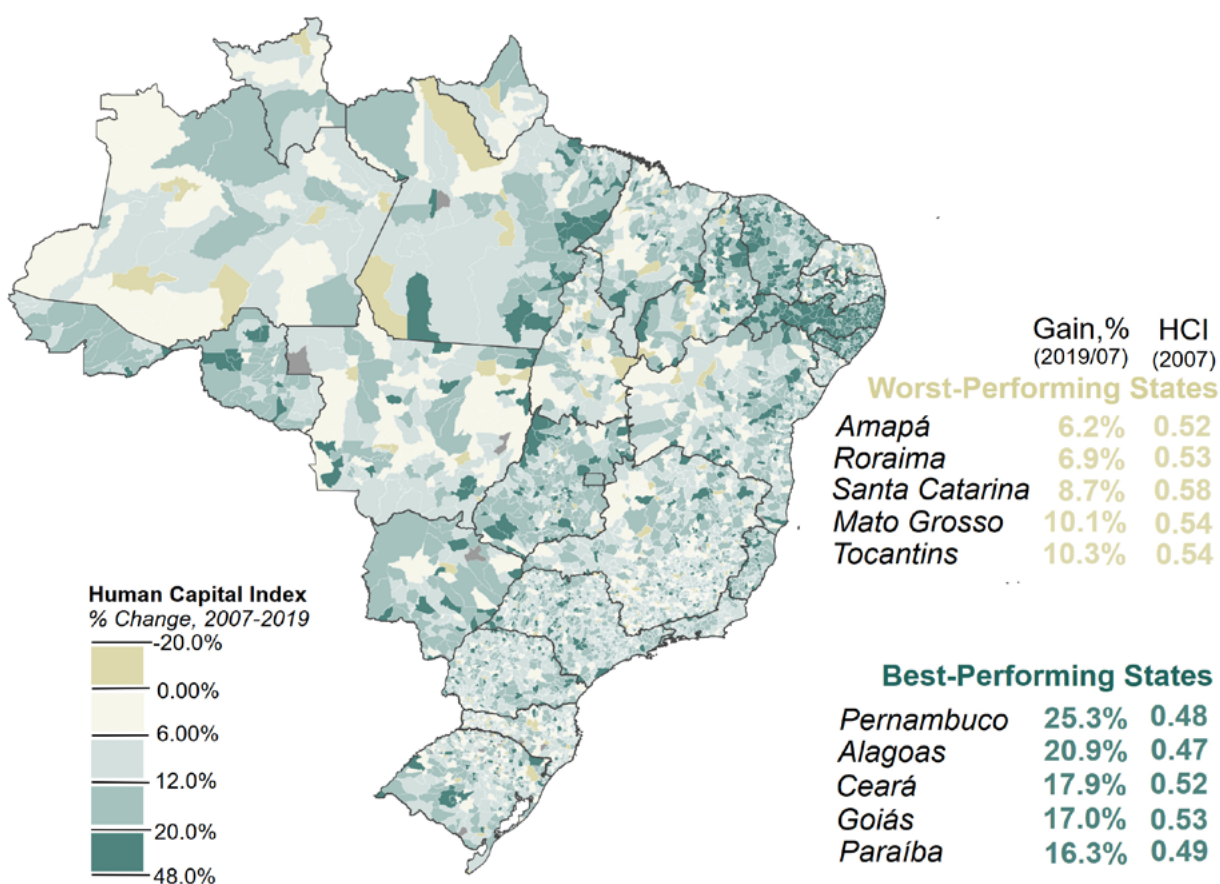 Gain,% HCI
(2019/07) (2007)
Worst-Performing States
Amapá 6.2% 0.52
Roraima 6.9% 0.53
Santa Catarina 8.7% 0.58
Mato Grosso 10.1% 0.54
Tocantins 10.3% 0.54
Human Capital Index
% Change, 2007-2019
-20.0%
0.00%
6.00%
12.0%
20.0%
48.0%
Best-Performing States
Pernambuco 25.3% 0.48
Alagoas 20.9% 0.47
Ceará 17.9% 0.52
Goiás 17.0% 0.53
Paraíba 16.3% 0.49